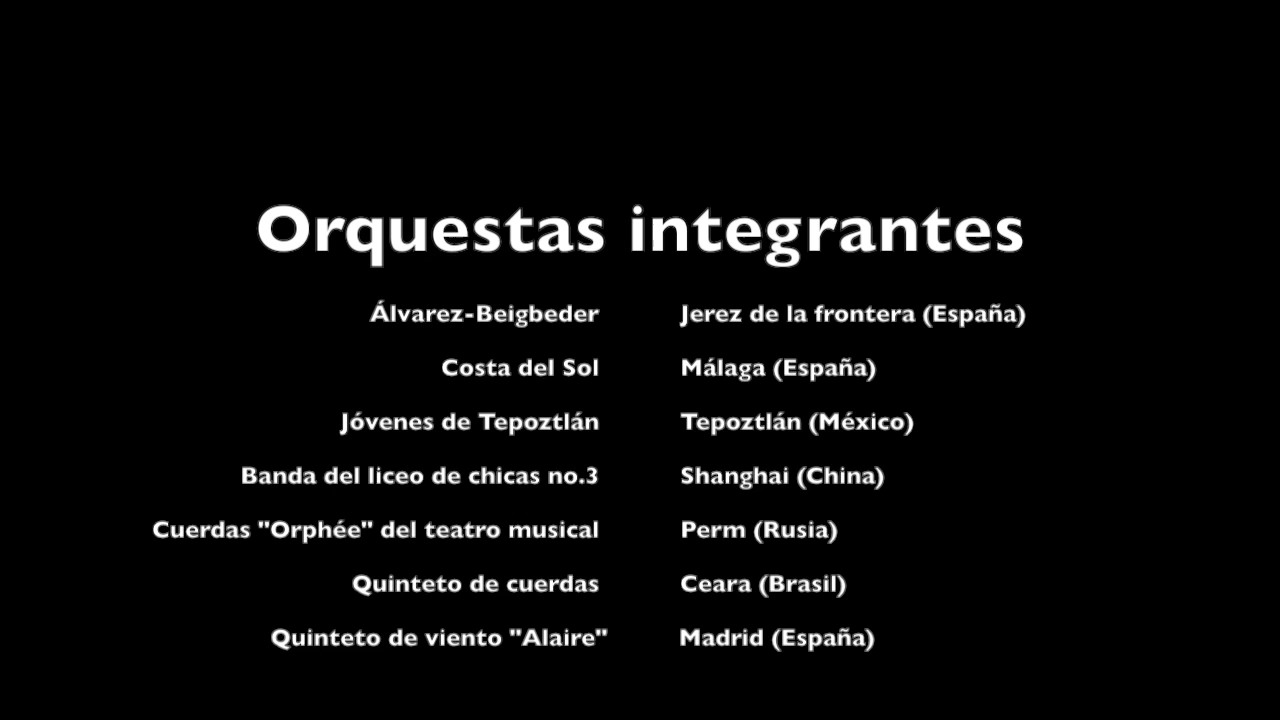 Orquestas integrantes
Álvarez-Beigbeder Jerez de la frontera (España)
Costa del Sol Málaga (España)
Jóvenes de Tepoztlán Tepoztlán (México)
Banda del liceo de chicas no.3 Shanghai (China)
Cuerdas "Orphée" del teatro musical Perm (Rusia)
Quinteto de cuerdas Ceara (Brasil)
Quinteto de viento "Alaire" Madrid (España)